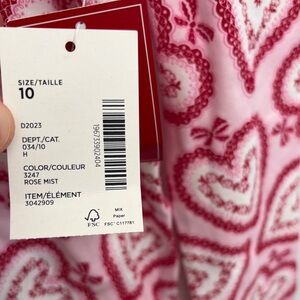 SIZE/TAILLE
10
D2023
DEPT./CAT.
034/10
H
COLOR/COULEUR
3247
ROSE MIST
ITEM/ÉLÉMENT
3042909
196733902404
FSC
MIX
Paper
FSC® C117781